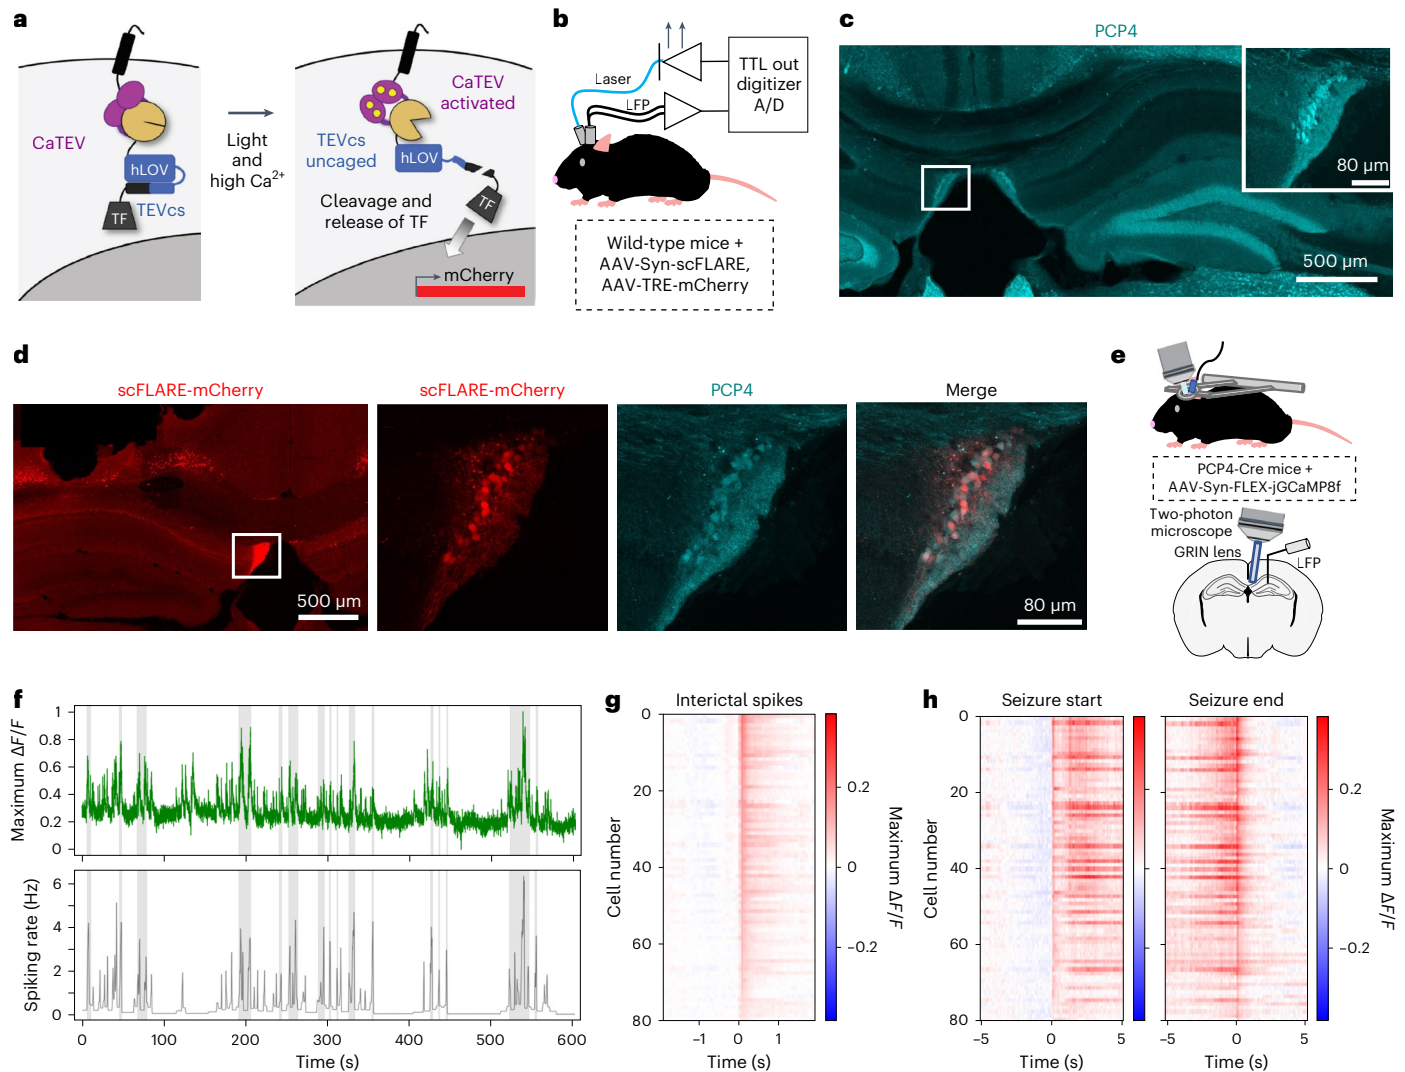 a
CaTEV
hLOV
TEVcs
TF
Light
and
high Ca2+
CaTEV
activated
TEVcs
uncaged
hLOV
TF
Cleavage and
release of TF
mCherry
b
Laser
LFP
TTL out
digitizer
A/D
Wild-type mice +
AAV-Syn-scFLARE,
AAV-TRE-mCherry
c
PCP4
80 µm
500 µm
d
scFLARE-mCherry
scFLARE-mCherry
PCP4
Merge
500 µm
80 µm
e
PCP4-Cre mice +
AAV-Syn-FLEX-jGCaMP8f
Two-photon
microscope
GRIN lens
LFP
f
Maximum ΔF/F
1
0.8
0.6
0.4
0.2
0
0 100 200 300 400 500 600
Spiking rate (Hz)
6
4
2
0
0 100 200 300 400 500 600
Time (s)
g
Interictal spikes
Cell number
0
20
40
60
80
−1 0 1
Time (s)
0.2
0
−0.2
Maximum ΔF/F
h
Seizure start
Seizure end
Cell number
0
20
40
60
80
−5 0 5
Time (s)
−5 0 5
Time (s)
0.2
0
−0.2
Maximum ΔF/F